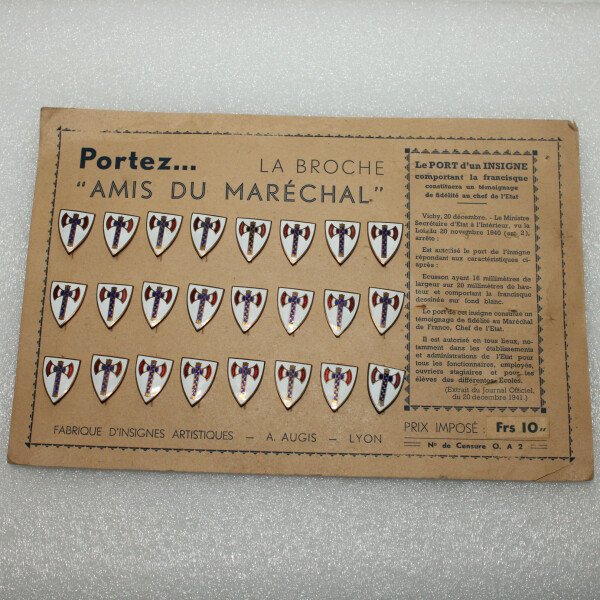 Portez... LA BROCHE
"AMIS DU MARÉCHAL"
Le PORT d'un INSIGNE
comportant la francisque
constituera un témoignage
de fidélité au chef de l'Etat
Vichy, 20 décembre. - Le Ministre
Secrétaire d'Etat à l'Intérieur, vu la
Loi du 20 novembre 1940 (art. 2),
arrête :
Est autorisé le port de l'insigne
répondant aux caractéristiques ci-
après :
Ecusson ayant 16 millimètres de
largeur sur 20 millimètres de hau-
teur et comportant la francisque
dessinée sur fond blanc.
Le port de cet insigne constitue un
témoignage de fidélité au Maréchal
de France, Chef de l'Etat.
Il est autorisé en tous lieux, no-
tamment dans les établissements
et administrations de l'Etat pour
tous les fonctionnaires, employés,
ouvriers stagiaires et pour les
élèves des différentes Ecoles.
(Extrait du Journal Officiel,
du 20 décembre 1941.)
FABRIQUE D'INSIGNES ARTISTIQUES – A. AUGIS – LYON
PRIX IMPOSÉ : Frs 10,,
N° de Censure O. A 2